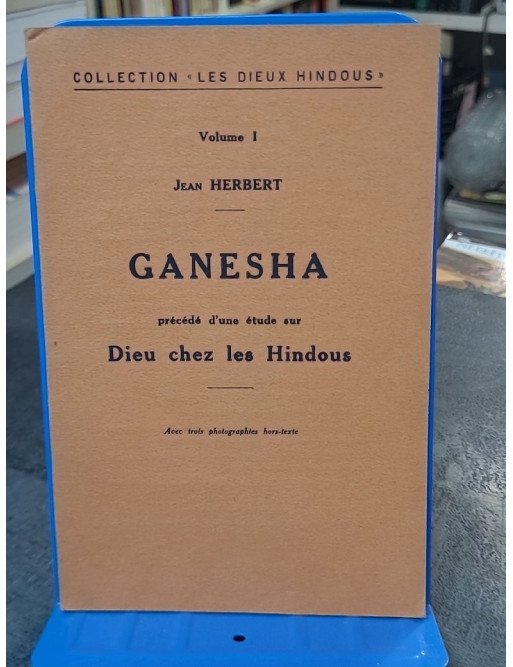 COLLECTION « LES DIEUX HINDOUS »
Volume I
JEAN HERBERT
GANESHA
précédé d'une étude sur
Dieu chez les Hindous
Avec trois photographies hors-texte